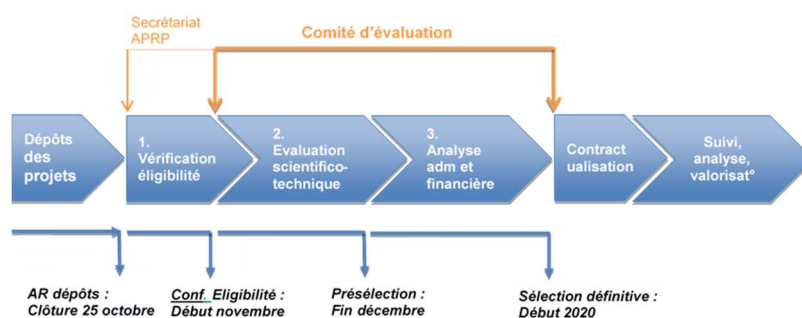 Secrétariat
APRP
Comité d'évaluation
Dépôts
des
projets
1.
Vérification
éligibilité
2.
Evaluation
scientifico-
technique
3.
Analyse
adm et
financière
Contract
ualisation
Suivi,
analyse,
valorisat°
AR dépôts :
Clôture 25 octobre
Conf. Eligibilité :
Début novembre
Présélection :
Fin décembre
Sélection définitive :
Début 2020